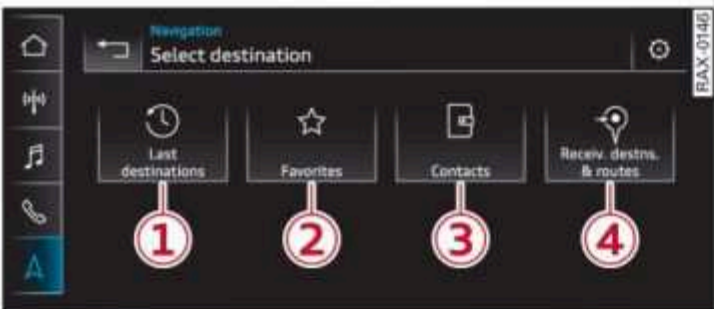 Navigation
Select destination
RAX-0146
Last
destinations
Favorites
Contacts
Receiv. destns.
& routes
1
2
3
4